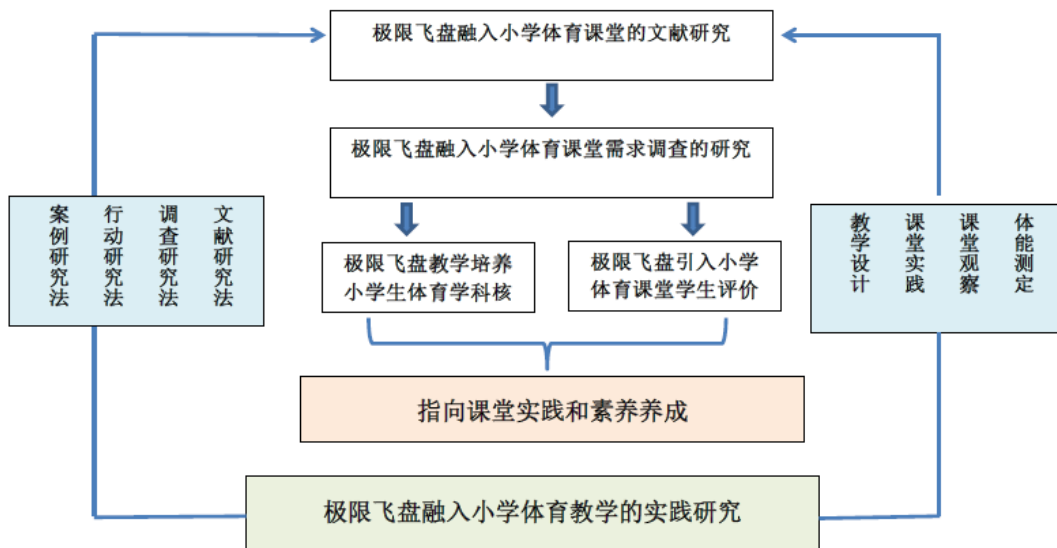 极限飞盘融入小学体育课堂的文献研究
极限飞盘融入小学体育课堂需求调查的研究
案例研究法
行动研究法
调查研究法
文献研究法
极限飞盘教学培养
小学生体育学科核
极限飞盘引入小学
体育课堂学生评价
教学设计
课堂实践
课堂观察
体能测定
指向课堂实践和素养养成
极限飞盘融入小学体育教学的实践研究